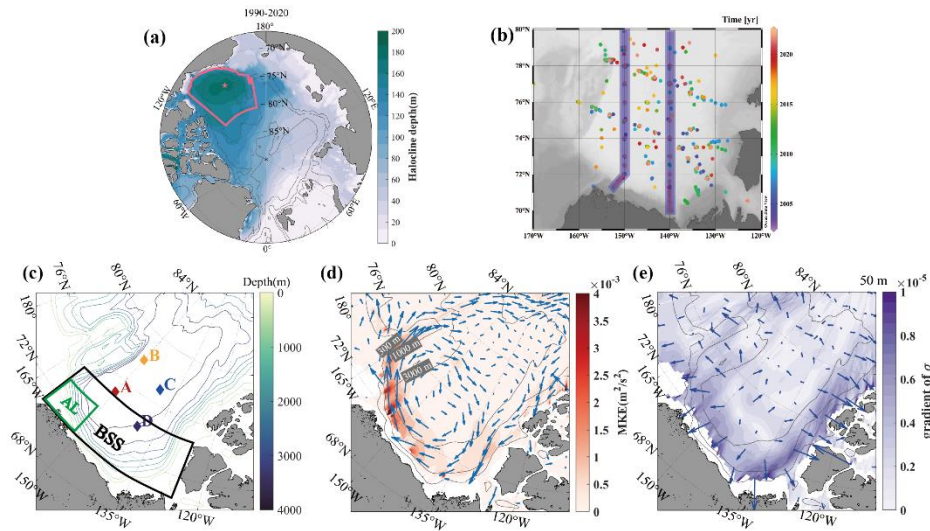 1990-2020
(a)
180°
70°N
75°N
80°N
85°N
120°W
120°E
60°W
60°E
0°
200
180
160
140
120
100
80
60
40
20
0
Halocline depth(m)
(b)
Time [yr]
80°N
78°N
76°N
74°N
72°N
70°N
170°W
160°W
150°W
140°W
130°W
120°W
2020
2015
2010
2005
(c)
76°N
80°N
84°N
180°W
72°N
165°W
68°N
150°W
135°W
120°W
A
B
C
D
AL
BSS
Depth(m)
0
1000
2000
3000
4000
(d)
76°N
80°N
84°N
180°W
72°N
165°W
68°N
150°W
135°W
120°W
1000 m
3000 m
×10⁻³
4
3.5
3
2.5
2
1.5
1
0.5
0
MKE(m²/s²)
(e)
76°N
80°N
84°N
180°W
72°N
165°W
68°N
150°W
135°W
120°W
50 m
×10⁻⁵
1
0.8
0.6
0.4
0.2
0
gradient of σ